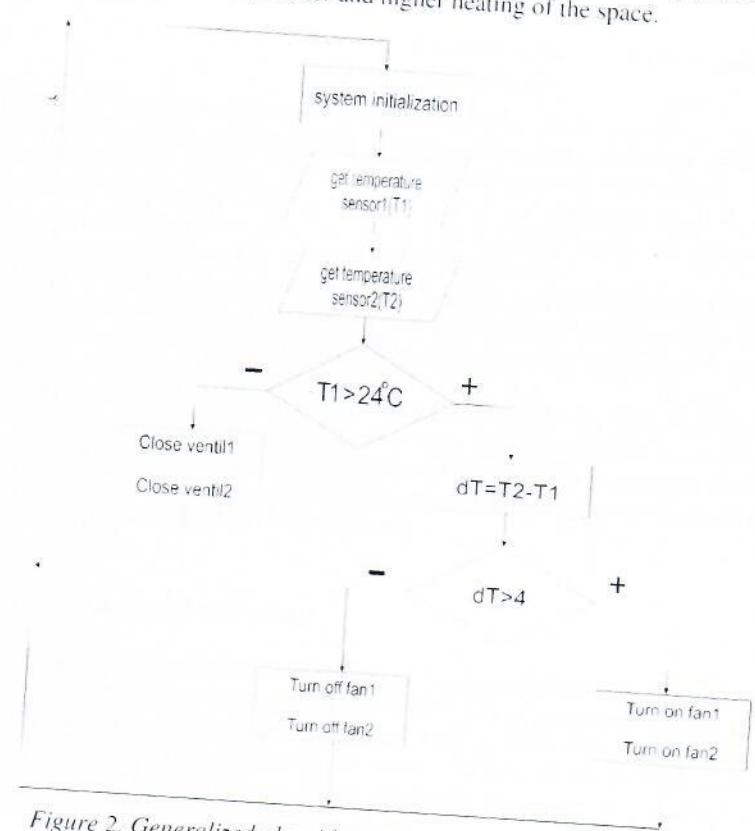 and higher heating of the space.
system initialization
get temperature
sensor1(T1)
get temperature
sensor2(T2)
−
T1>24°C
+
Close ventil1
Close ventil2
dT=T2-T1
−
dT>4
+
Turn off fan1
Turn off fan2
Turn on fan1
Turn on fan2
Figure 2. Generalized